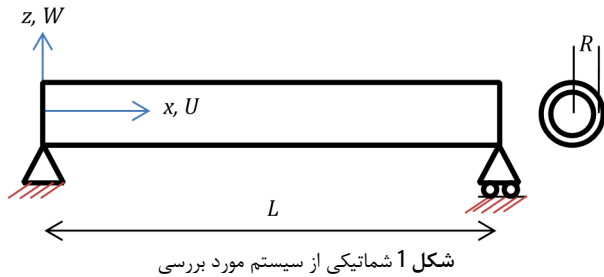 z, W
R
x, U
L
شکل 1 شماتیکی از سیستم مورد بررسی